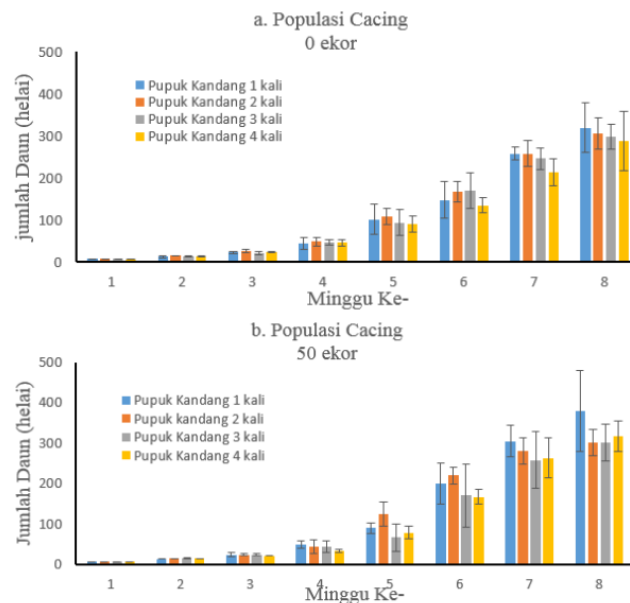 a. Populasi Cacing
0 ekor
500
400
300
200
100
0
jumlah Daun (helai)
Pupuk Kandang 1 kali
Pupuk Kandang 2 kali
Pupuk Kandang 3 kali
Pupuk Kandang 4 kali
1 2 3 4 5 6 7 8
Minggu Ke-
b. Populasi Cacing
50 ekor
500
400
300
200
100
0
Jumlah Daun (helai)
Pupuk Kandang 1 kali
Pupuk kandang 2 kali
Pupuk Kandang 3 kali
Pupuk Kandang 4 kali
1 2 3 4 5 6 7 8
Minggu Ke-